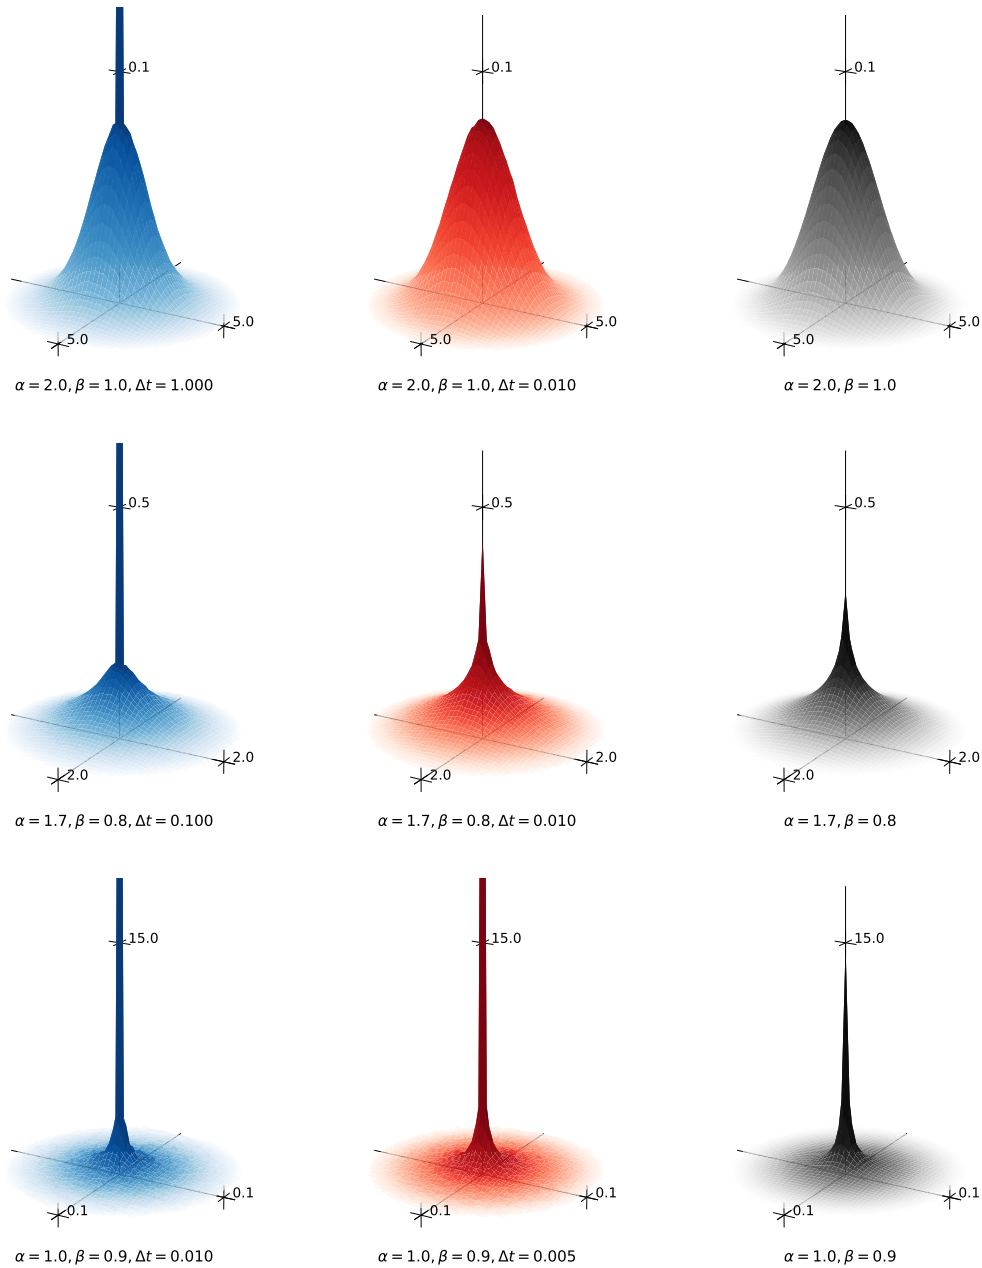 0.1 0.1 0.1
5.0 5.0 5.0
5.0 5.0 5.0
α = 2.0, β = 1.0, Δt = 1.000 α = 2.0, β = 1.0, Δt = 0.010 α = 2.0, β = 1.0
0.5 0.5 0.5
2.0 2.0 2.0
2.0 2.0 2.0
α = 1.7, β = 0.8, Δt = 0.100 α = 1.7, β = 0.8, Δt = 0.010 α = 1.7, β = 0.8
15.0 15.0 15.0
0.1 0.1 0.1
0.1 0.1 0.1
α = 1.0, β = 0.9, Δt = 0.010 α = 1.0, β = 0.9, Δt = 0.005 α = 1.0, β = 0.9